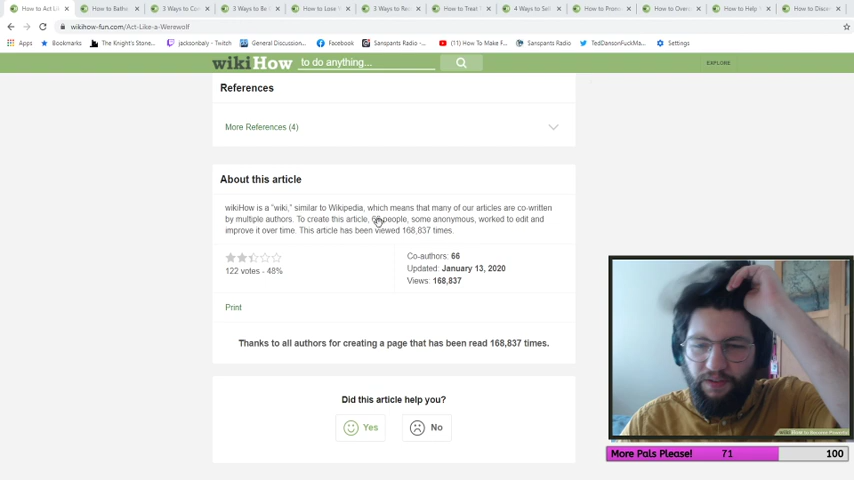 How to Act Li
How to Batho
3 Ways to Co
3 Ways to Be
How to Lose Y
3 Ways to Re
How to Treat
4 Ways to Sel
How to Prom
How to Over
How to Help
How to Disco
wikihow-fun.com/Act-Like-a-Werewolf
Apps
Bookmarks
The Knight's Stone...
jacksonbaly - Twitch
General Discussion...
Facebook
Sanspants Radio -...
(11) How To Make F...
Sanspants Radio
TedDansonFuckMa...
Settings
wikiHow to do anything...
EXPLORE
References
More References (4)
About this article
wikiHow is a "wiki," similar to Wikipedia, which means that many of our articles are co-written
by multiple authors. To create this article, people, some anonymous, worked to edit and
improve it over time. This article has been viewed 168,837 times.
122 votes - 48%
Co-authors: 66
Updated: January 13, 2020
Views: 168,837
Print
Thanks to all authors for creating a page that has been read 168,837 times.
Did this article help you?
Yes
No
More Pals Please! 71 100